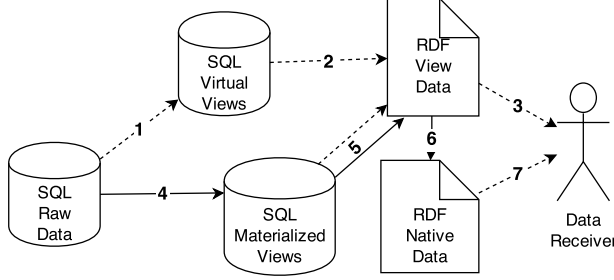 SQL
Virtual
Views
2
RDF
View
Data
3
1
5
6
SQL
Raw
Data
4
SQL
Materialized
Views
RDF
Native
Data
7
Data
Receiver